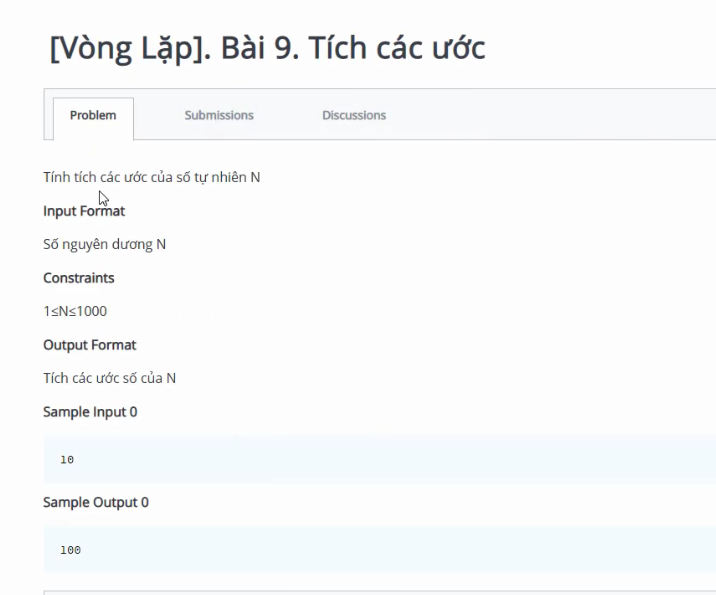 [Vòng Lặp]. Bài 9. Tích các ước
Problem Submissions Discussions
Tính tích các ước của số tự nhiên N
Input Format
Số nguyên dương N
Constraints
1≤N≤1000
Output Format
Tích các ước số của N
Sample Input 0
10
Sample Output 0
100